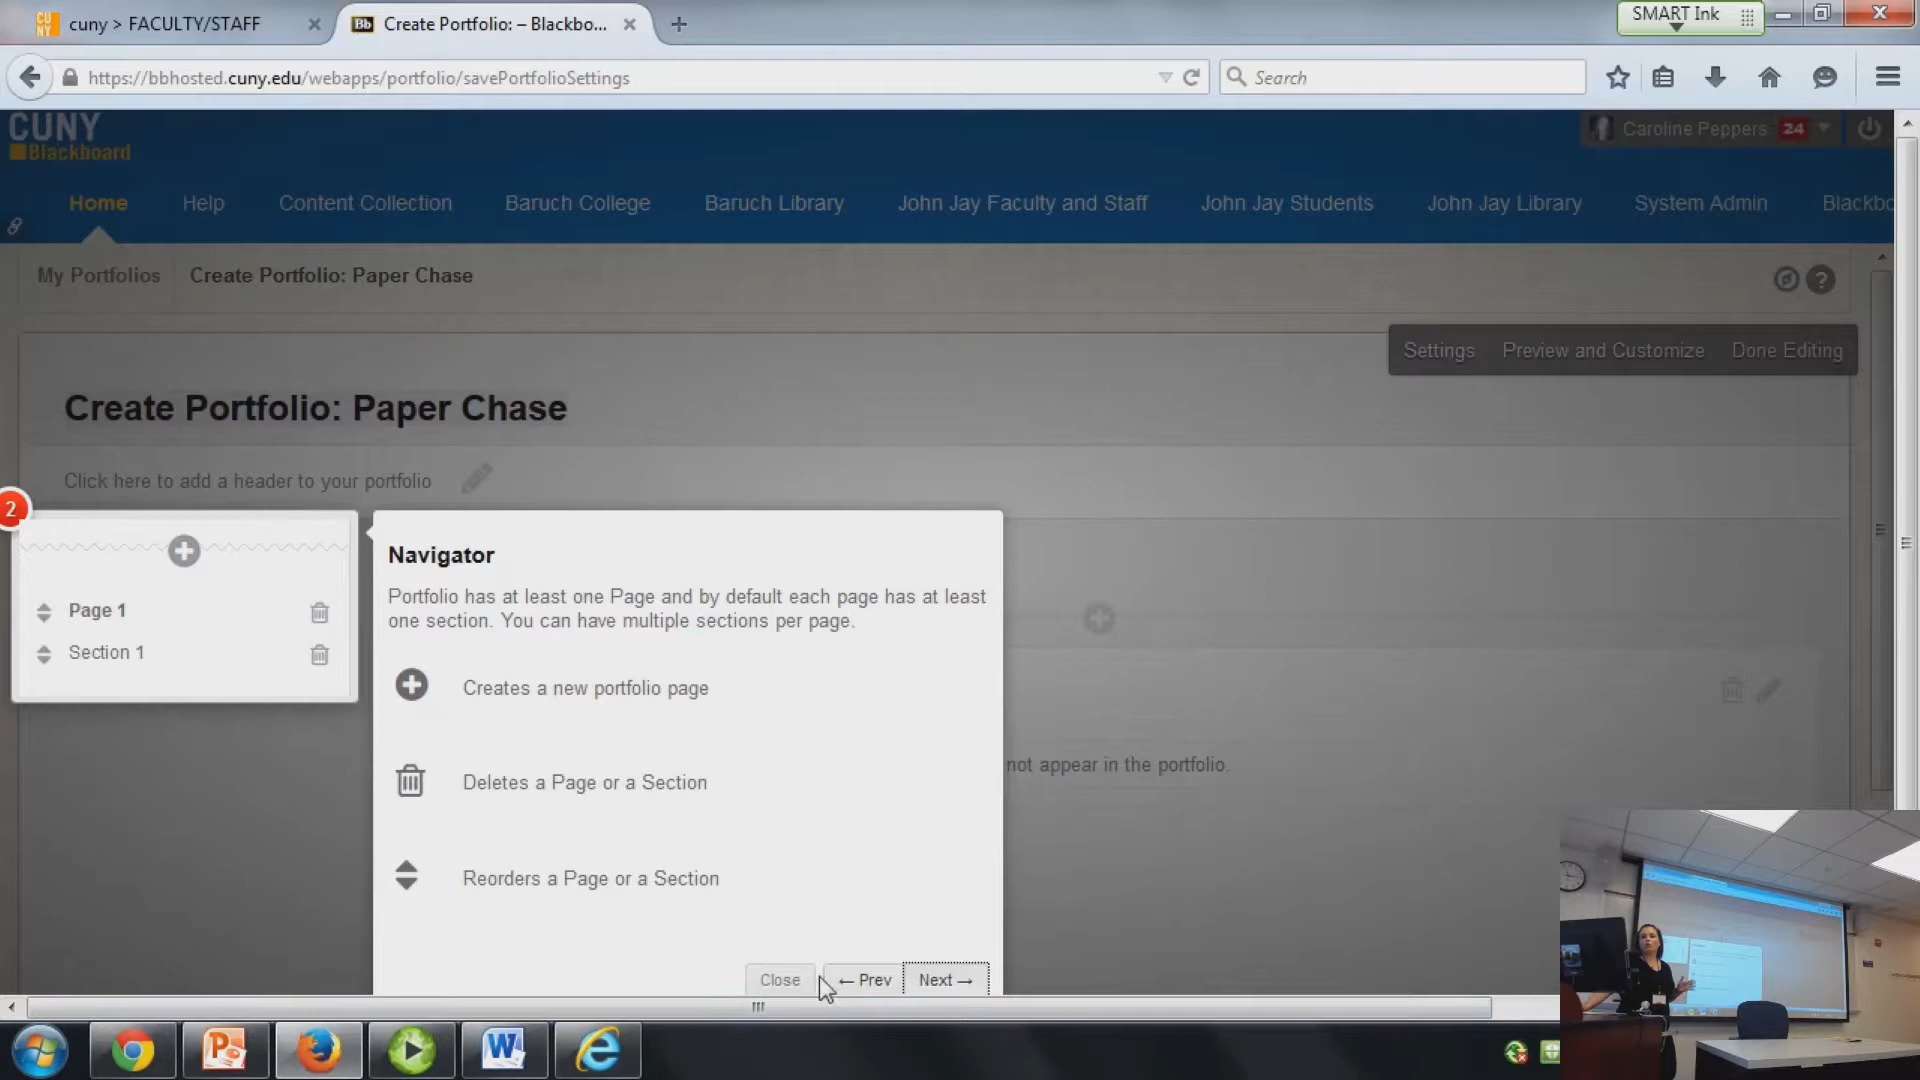 cuny > FACULTY/STAFF
Create Portfolio: – Blackbo...
SMART Ink
https://bbhosted.cuny.edu/webapps/portfolio/savePortfolioSettings
Search
CUNY
Blackboard
Caroline Peppers 24
Home Help Content Collection Baruch College Baruch Library John Jay Faculty and Staff John Jay Students John Jay Library System Admin Blackbo
My Portfolios Create Portfolio: Paper Chase
Settings Preview and Customize Done Editing
Create Portfolio: Paper Chase
Click here to add a header to your portfolio
2
Page 1
Section 1
Navigator
Portfolio has at least one Page and by default each page has at least
one section. You can have multiple sections per page.
Creates a new portfolio page
Deletes a Page or a Section
Reorders a Page or a Section
not appear in the portfolio.
Close ← Prev Next →